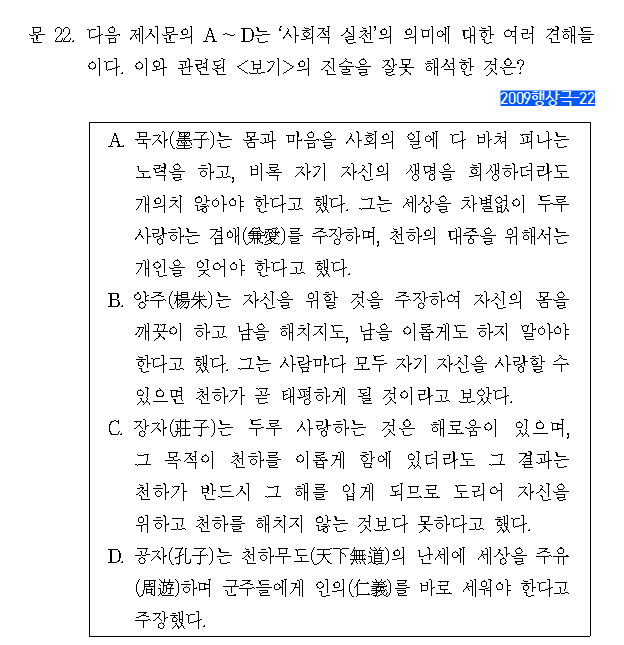 문 22. 다음 제시문의 A ~ D는 ‘사회적 실천’의 의미에 대한 여러 견해들
이다. 이와 관련된 <보기>의 진술을 잘못 해석한 것은?
2009행상극-22
A. 묵자(墨子)는 몸과 마음을 사회의 일에 다 바쳐 피나는
노력을 하고, 비록 자기 자신의 생명을 희생하더라도
개의치 않아야 한다고 했다. 그는 세상을 차별없이 두루
사랑하는 겸애(兼愛)를 주장하며, 천하의 대중을 위해서는
개인을 잊어야 한다고 했다.
B. 양주(楊朱)는 자신을 위할 것을 주장하여 자신의 몸을
깨끗이 하고 남을 해치지도, 남을 이롭게도 하지 말아야
한다고 했다. 그는 사람마다 모두 자기 자신을 사랑할 수
있으면 천하가 곧 태평하게 될 것이라고 보았다.
C. 장자(莊子)는 두루 사랑하는 것은 해로움이 있으며,
그 목적이 천하를 이롭게 함에 있더라도 그 결과는
천하가 반드시 그 해를 입게 되므로 도리어 자신을
위하고 천하를 해치지 않는 것보다 못하다고 했다.
D. 공자(孔子)는 천하무도(天下無道)의 난세에 세상을 주유
(周遊)하며 군주들에게 인의(仁義)를 바로 세워야 한다고
주장했다.